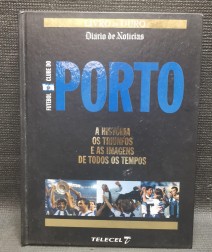 Diário de Notícias
FUTEBOL CLUBE DO
PORTO
A HISTÓRIA
OS TRIUNFOS
E AS IMAGENS
DE TODOS OS TEMPOS
TELECEL